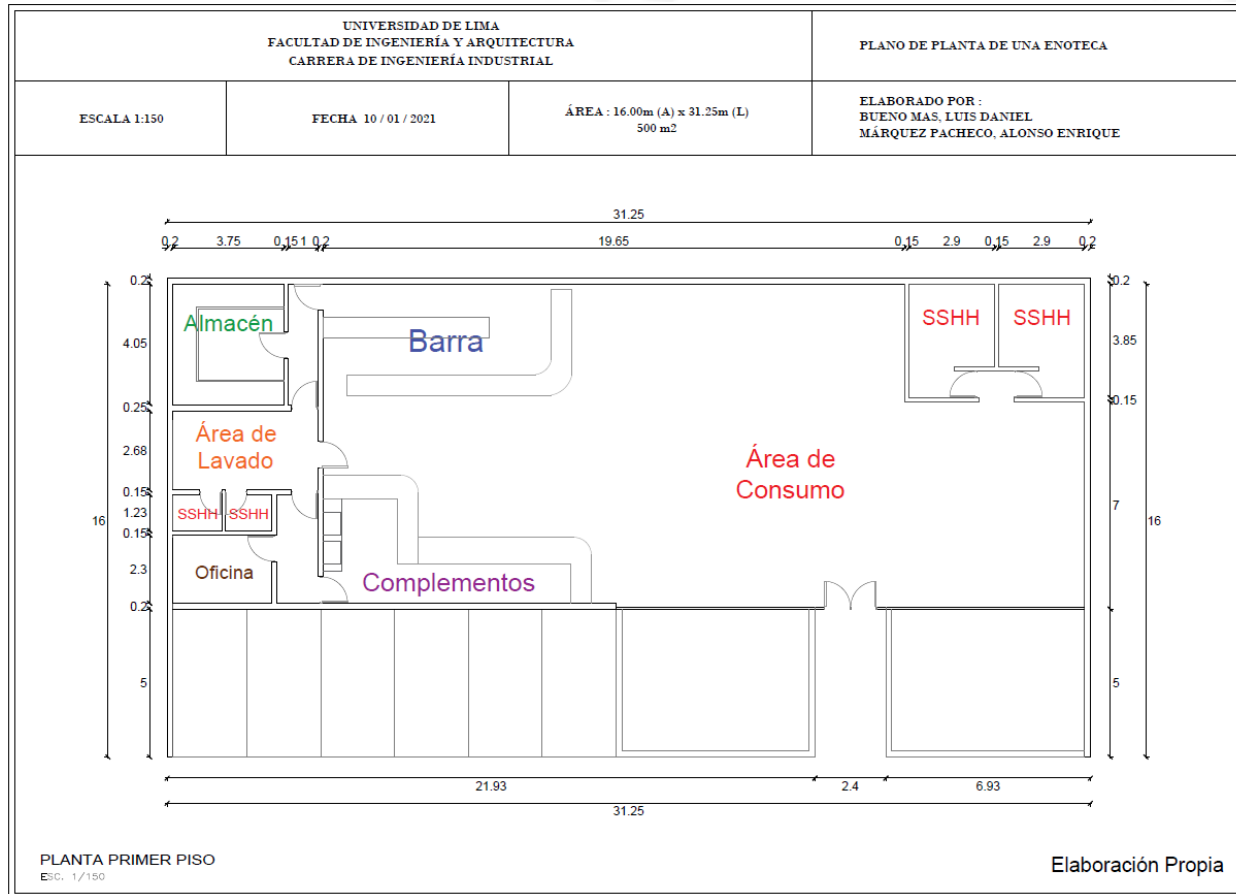 UNIVERSIDAD DE LIMA
FACULTAD DE INGENIERÍA Y ARQUITECTURA
CARRERA DE INGENIERÍA INDUSTRIAL
PLANO DE PLANTA DE UNA ENOTECA
ESCALA 1:150
FECHA 10 / 01 / 2021
ÁREA : 16.00m (A) x 31.25m (L)
500 m2
ELABORADO POR :
BUENO MAS, LUIS DANIEL
MÁRQUEZ PACHECO, ALONSO ENRIQUE
31.25
0.2 3.75 0.15 1 0.2 19.65 0.15 2.9 0.15 2.9 0.2
0.2
0.2
Almacén
SSHH
SSHH
Barra
4.05
3.85
0.25
0.15
Área de
Lavado
2.68
Área de
Consumo
0.15
7
SSHH
SSHH
1.23
16
16
0.15
2.3
Oficina
Complementos
0.2
5
5
21.93
2.4
6.93
31.25
PLANTA PRIMER PISO
ESC. 1/150
Elaboración Propia